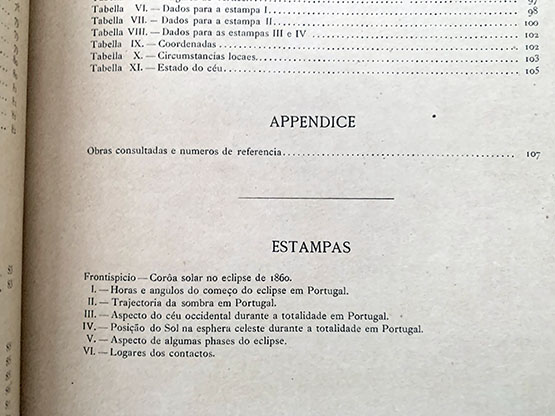 97
Tabella VI. — Dados para a estampa I. 98
Tabella VII. — Dados para a estampa II 100
Tabella VIII. — Dados para as estampas III e IV 102
Tabella IX. — Coordenadas 102
Tabella X. — Circumstancias locaes. 103
Tabella XI. — Estado do céu 105
APPENDICE
Obras consultadas e numeros de referencia 107
ESTAMPAS
Frontispicio — Corôa solar no eclipse de 1860.
I. — Horas e angulos do começo do eclipse em Portugal.
II. — Trajectoria da sombra em Portugal.
III. — Aspecto do céu occidental durante a totalidade em Portugal.
IV. — Posição do Sol na esphera celeste durante a totalidade em Portugal.
V. — Aspecto de algumas phases do eclipse.
VI. — Logares dos contactos.